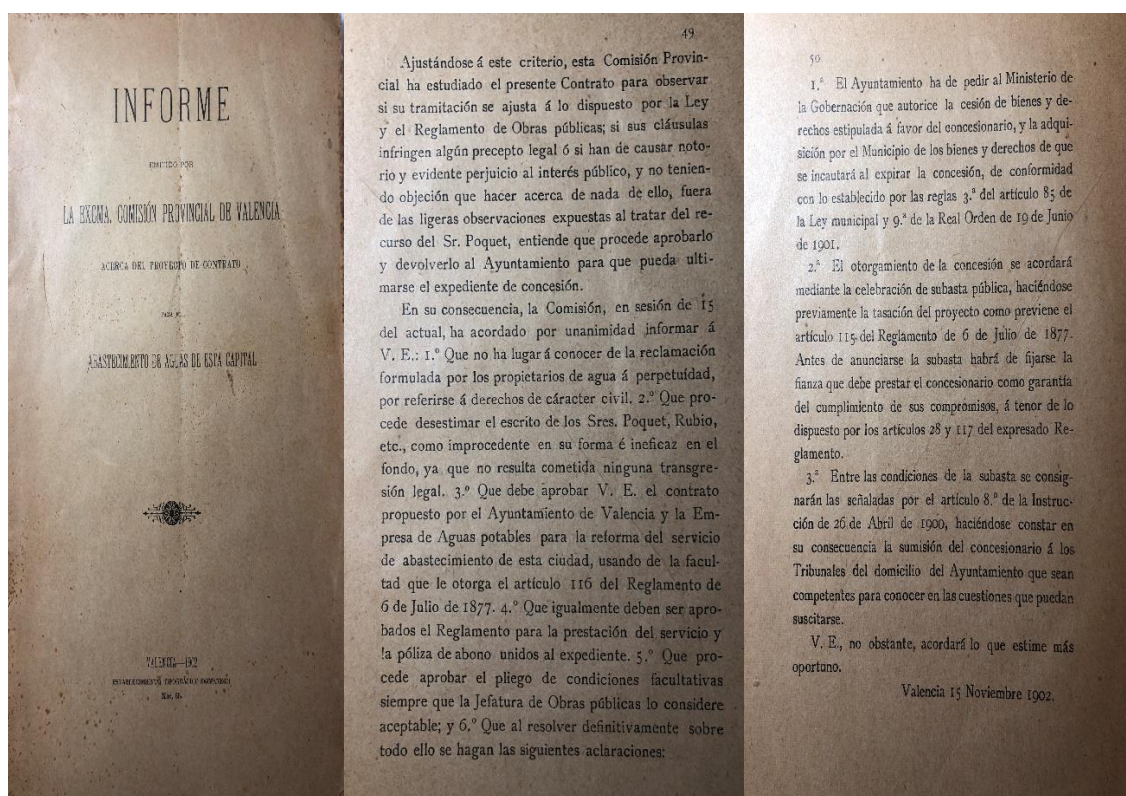 INFORME
EMITIDO POR
LA EXCMA. COMISIÓN PROVINCIAL DE VALENCIA
ACERCA DEL PROYECTO DE CONTRATO
PARA EL
ABASTECIMIENTO DE AGUAS DE ESTA CAPITAL
VALENCIA—1902
ESTABLECIMIENTO TIPOGRÁFICO DOMENECH
49
Ajustándose á este criterio, esta Comisión Provin-
cial ha estudiado el presente Contrato para observar
si su tramitación se ajusta á lo dispuesto por la Ley
y el Reglamento de Obras públicas; si sus cláusulas
infringen algún precepto legal ó si han de causar noto-
rio y evidente perjuicio al interés público, y no tenien-
do objeción que hacer acerca de nada de ello, fuera
de las ligeras observaciones expuestas al tratar del re-
curso del Sr. Poquet, entiende que procede aprobarlo
y devolverlo al Ayuntamiento para que pueda ulti-
marse el expediente de concesión.
En su consecuencia, la Comisión, en sesión de 15
del actual, ha acordado por unanimidad informar á
V. E.: 1.º Que no ha lugar á conocer de la reclamación
formulada por los propietarios de agua á perpetuidad,
por referirse á derechos de cáracter civil. 2.º Que pro-
cede desestimar el escrito de los Sres. Poquet, Rubio,
etc., como improcedente en su forma é ineficaz en el
fondo, ya que no resulta cometida ninguna transgre-
sión legal. 3.º Que debe aprobar V. E. el contrato
propuesto por el Ayuntamiento de Valencia y la Em-
presa de Aguas potables para la reforma del servicio
de abastecimiento de esta ciudad, usando de la facul-
tad que le otorga el artículo 116 del Reglamento de
6 de Julio de 1877. 4.º Que igualmente deben ser apro-
bados el Reglamento para la prestación del servicio y
la póliza de abono unidos al expediente. 5.º Que pro-
cede aprobar el pliego de condiciones facultativas
siempre que la Jefatura de Obras públicas lo considere
aceptable; y 6.º Que al resolver definitivamente sobre
todo ello se hagan las siguientes aclaraciones:
50
1.ª El Ayuntamiento ha de pedir al Ministerio de
la Gobernación que autorice la cesión de bienes y de-
rechos estipulada á favor del concesionario, y la adqui-
sición por el Municipio de los bienes y derechos de que
se incautará al expirar la concesión, de conformidad
con lo establecido por las reglas 3.ª del artículo 85 de
la Ley municipal y 9.ª de la Real Orden de 19 de Junio
de 1901.
2.ª El otorgamiento de la concesión se acordará
mediante la celebración de subasta pública, haciéndose
previamente la tasación del proyecto como previene el
artículo 115 del Reglamento de 6 de Julio de 1877.
Antes de anunciarse la subasta habrá de fijarse la
fianza que debe prestar el concesionario como garantía
del cumplimiento de sus compromisos, á tenor de lo
dispuesto por los artículos 28 y 117 del expresado Re-
glamento.
3.ª Entre las condiciones de la subasta se consig-
narán las señaladas por el artículo 8.º de la Instruc-
ción de 26 de Abril de 1900, haciéndose constar en
su consecuencia la sumisión del concesionario á los
Tribunales del domicilio del Ayuntamiento que sean
competentes para conocer en las cuestiones que puedan
suscitarse.
V. E., no obstante, acordará lo que estime más
oportuno.
Valencia 15 Noviembre 1902.